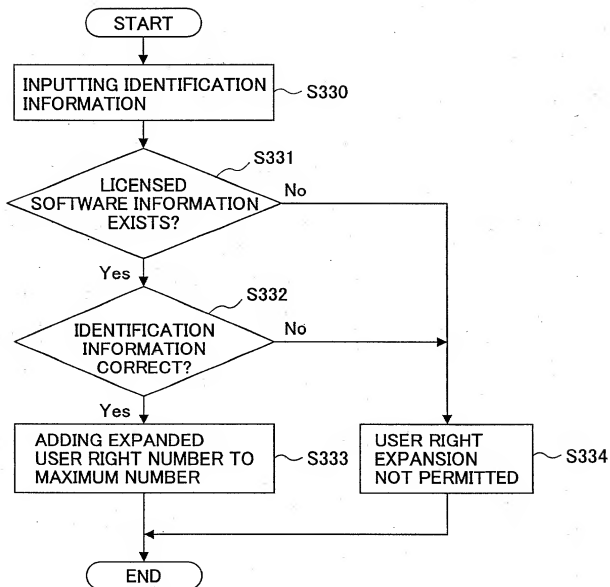 START
INPUTTING IDENTIFICATION
INFORMATION
S330
S331
LICENSED
SOFTWARE INFORMATION
EXISTS?
No
Yes
S332
IDENTIFICATION
INFORMATION
CORRECT?
No
Yes
ADDING EXPANDED
USER RIGHT NUMBER TO
MAXIMUM NUMBER
S333
USER RIGHT
EXPANSION
NOT PERMITTED
S334
END